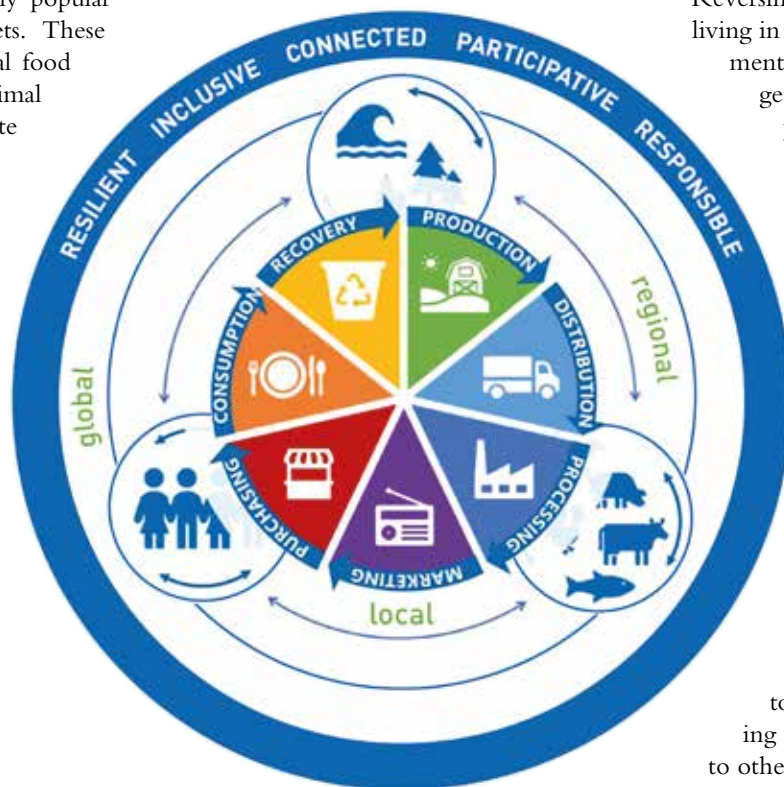 ly popular
ets. These
al food
imal
te
living in
ment
ge
RESILIENT INCLUSIVE CONNECTED PARTICIPATIVE RESPONSIBLE
RECOVERY
PRODUCTION
DISTRIBUTION
PROCESSING
MARKETING
PURCHASING
CONSUMPTION
global
regional
local
to
ing
to othe